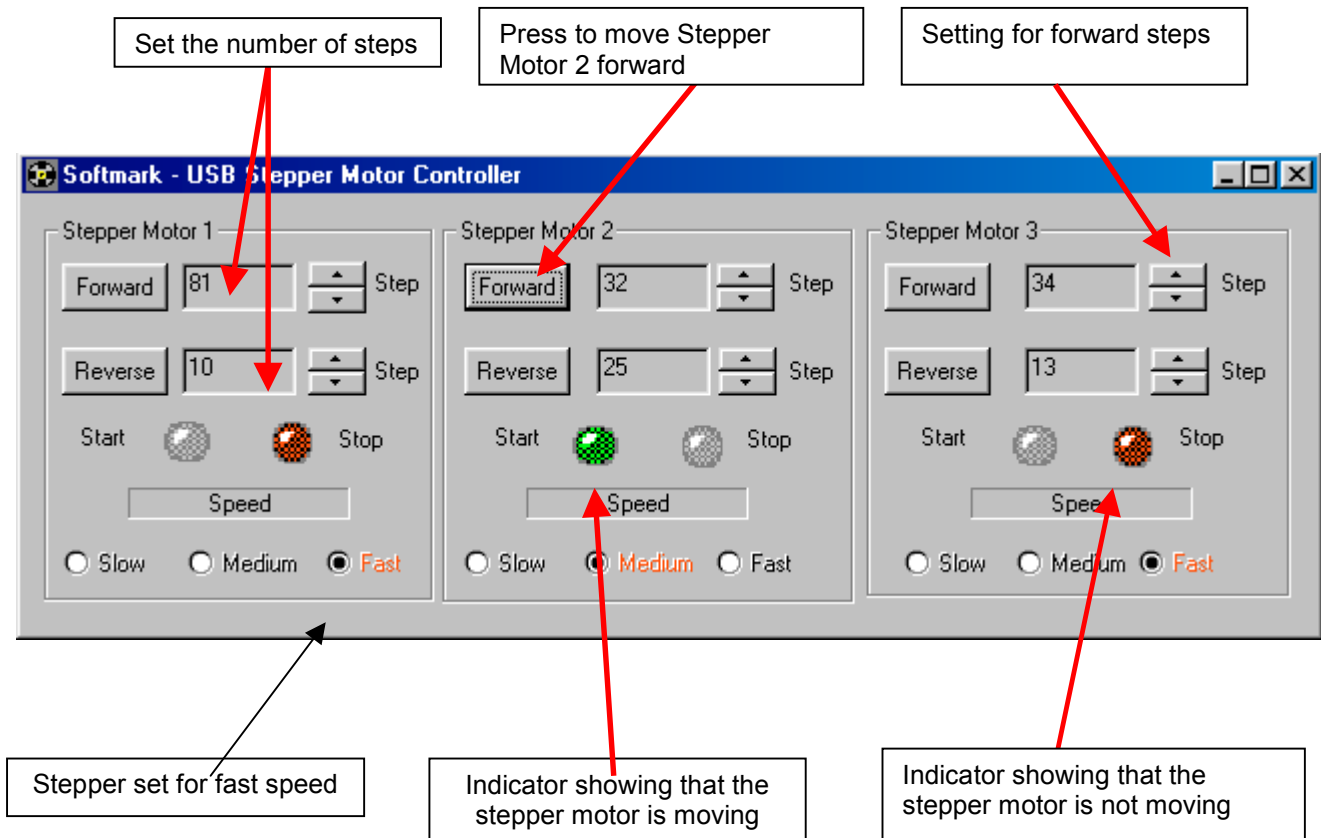 Set the number of steps
Press to move Stepper
Motor 2 forward
Setting for forward steps
Softmark - USB Stepper Motor Controller
Stepper Motor 1
Forward 81 Step
Reverse 10 Step
Start Stop
Speed
Slow Medium Fast
Stepper Motor 2
Forward 32 Step
Reverse 25 Step
Start Stop
Speed
Slow Medium Fast
Stepper Motor 3
Forward 34 Step
Reverse 13 Step
Start Stop
Speed
Slow Medium Fast
Stepper set for fast speed
Indicator showing that the
stepper motor is moving
Indicator showing that the
stepper motor is not moving